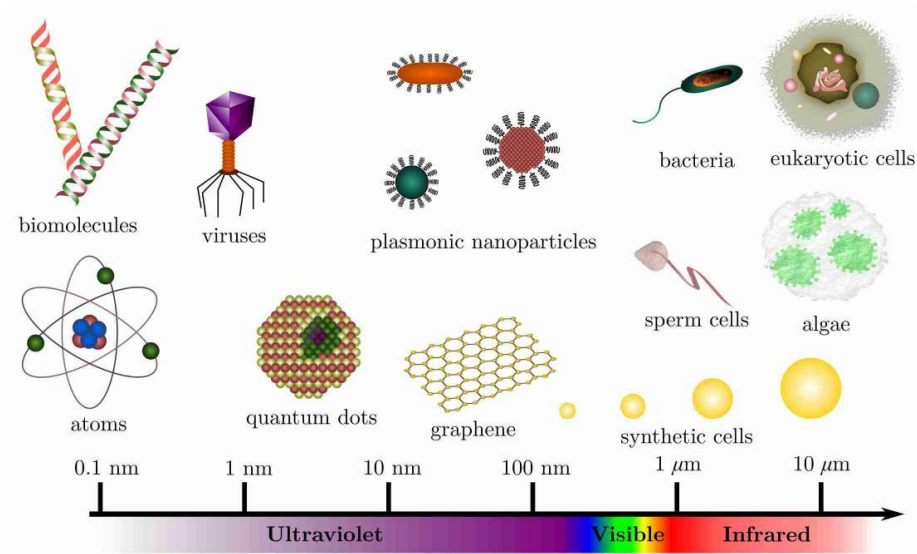 bacteria
eukaryotic cells
biomolecules
viruses
plasmonic nanoparticles
sperm cells
algae
atoms
quantum dots
graphene
synthetic cells
0.1 nm 1 nm 10 nm 100 nm 1 μm 10 μm
Ultraviolet Visible Infrared